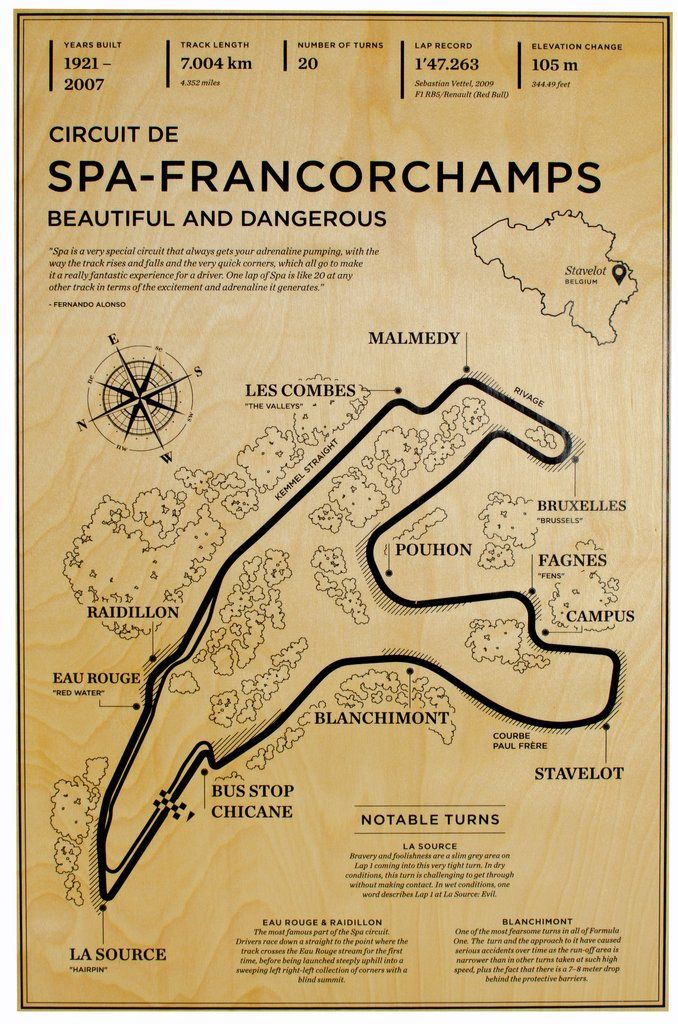 YEARS BUILT
1921 –
2007
TRACK LENGTH
7.004 km
4.352 miles
NUMBER OF TURNS
20
LAP RECORD
1'47.263
Sebastian Vettel, 2009
F1 RB5/Renault (Red Bull)
ELEVATION CHANGE
105 m
344.49 feet
CIRCUIT DE
SPA-FRANCORCHAMPS
BEAUTIFUL AND DANGEROUS
"Spa is a very special circuit that always gets your adrenaline pumping, with the
way the track rises and falls and the very quick corners, which all go to make
it a really fantastic experience for a driver. One lap of Spa is like 20 at any
other track in terms of the excitement and adrenaline it generates."
- FERNANDO ALONSO
Stavelot
BELGIUM
E
se
S
sw
W
nw
N
ne
MALMEDY
LES COMBES
"THE VALLEYS"
RIVAGE
KEMMEL STRAIGHT
BRUXELLES
"BRUSSELS"
POUHON
FAGNES
"FENS"
CAMPUS
RAIDILLON
EAU ROUGE
"RED WATER"
BLANCHIMONT
COURBE
PAUL FRÈRE
STAVELOT
BUS STOP
CHICANE
LA SOURCE
"HAIRPIN"
NOTABLE TURNS
LA SOURCE
Bravery and foolishness are a slim grey area on
Lap 1 coming into this very tight turn. In dry
conditions, this turn is challenging to get through
without making contact. In wet conditions, one
word describes Lap 1 at La Source: Evil.
EAU ROUGE & RAIDILLON
The most famous part of the Spa circuit.
Drivers race down a straight to the point where the
track crosses the Eau Rouge stream for the first
time, before being launched steeply uphill into a
sweeping left right-left collection of corners with a
blind summit.
BLANCHIMONT
One of the most fearsome turns in all of Formula
One. The turn and the approach to it have caused
serious accidents over time as the run-off area is
narrower than in other turns taken at such high
speed, plus the fact that there is a 7–8 meter drop
behind the protective barriers.